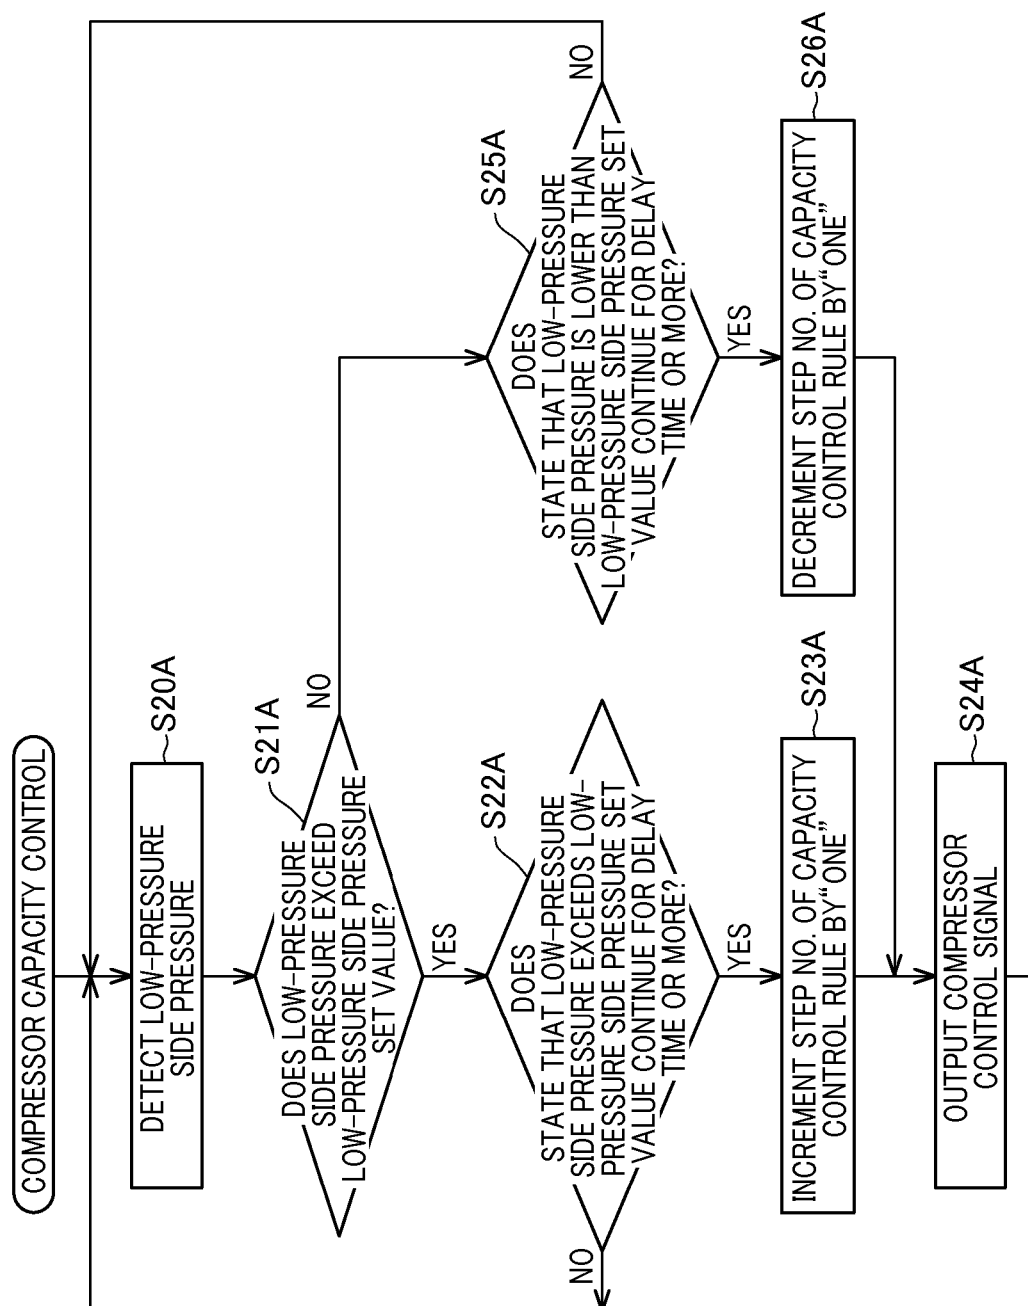 COMPRESSOR CAPACITY CONTROL
S20A
DETECT LOW-PRESSURE
SIDE PRESSURE
S21A
DOES LOW-PRESSURE
SIDE PRESSURE EXCEED
LOW-PRESSURE SIDE PRESSURE
SET VALUE?
NO
YES
S22A
DOES
STATE THAT LOW-PRESSURE
SIDE PRESSURE EXCEEDS LOW-
PRESSURE SIDE PRESSURE SET
VALUE CONTINUE FOR DELAY
TIME OR MORE?
NO
YES
S23A
INCREMENT STEP NO. OF CAPACITY
CONTROL RULE BY“ONE”
S24A
OUTPUT COMPRESSOR
CONTROL SIGNAL
S25A
DOES
STATE THAT LOW-PRESSURE
SIDE PRESSURE IS LOWER THAN
LOW-PRESSURE SIDE PRESSURE SET
VALUE CONTINUE FOR DELAY
TIME OR MORE?
NO
YES
S26A
DECREMENT STEP NO. OF CAPACITY
CONTROL RULE BY“ONE”